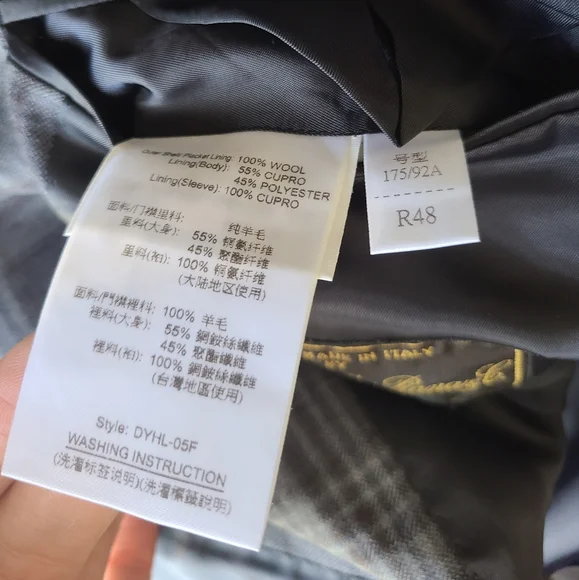 Outer Shell/ Placket Lining: 100% WOOL
Lining(Body): 55% CUPRO
45% POLYESTER
Lining(Sleeve): 100% CUPRO
面料/门襟里料: 纯羊毛
里料(大身): 55% 铜氨纤维
45% 聚酯纤维
里料(袖): 100% 铜氨纤维
(大陆地区使用)
面料/門襟裡料: 100% 羊毛
裡料(大身): 55% 銅銨絲纖維
45% 聚酯纖維
裡料(袖): 100% 銅銨絲纖維
(台灣地區使用)
Style: DYHL-05F
WASHING INSTRUCTION
(洗濯标签说明)(洗濯標籤說明)
号型
175/92A
R48
MADE IN ITALY
BY